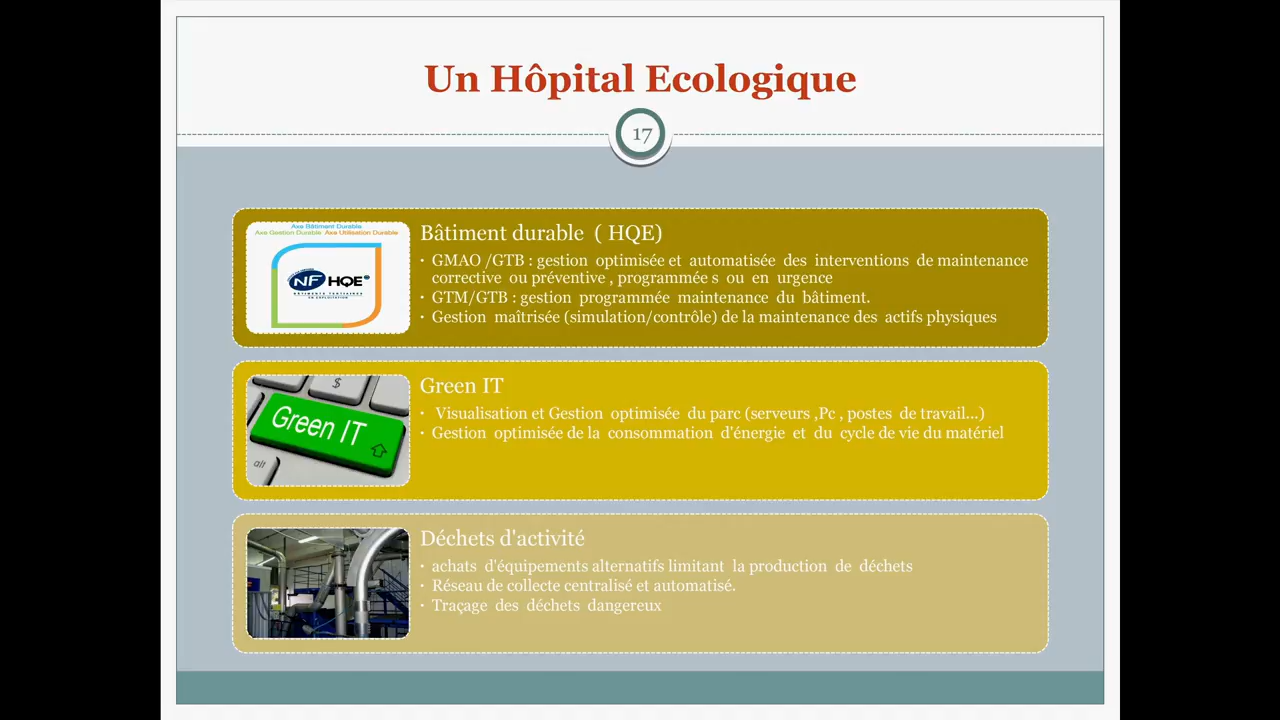 Un Hôpital Ecologique
17
Axe Bâtiment Durable
Axe Gestion Durable Axe Utilisation Durable
NF HQE
BÂTIMENTS TERTIAIRES
EN EXPLOITATION
Bâtiment durable ( HQE)
• GMAO /GTB : gestion optimisée et automatisée des interventions de maintenance
corrective ou préventive , programmée s ou en urgence
• GTM/GTB : gestion programmée maintenance du bâtiment.
• Gestion maîtrisée (simulation/contrôle) de la maintenance des actifs physiques
$
Green IT
alt
Green IT
• Visualisation et Gestion optimisée du parc (serveurs ,Pc , postes de travail...)
• Gestion optimisée de la consommation d'énergie et du cycle de vie du matériel
Déchets d'activité
• achats d'équipements alternatifs limitant la production de déchets
• Réseau de collecte centralisé et automatisé.
• Traçage des déchets dangereux